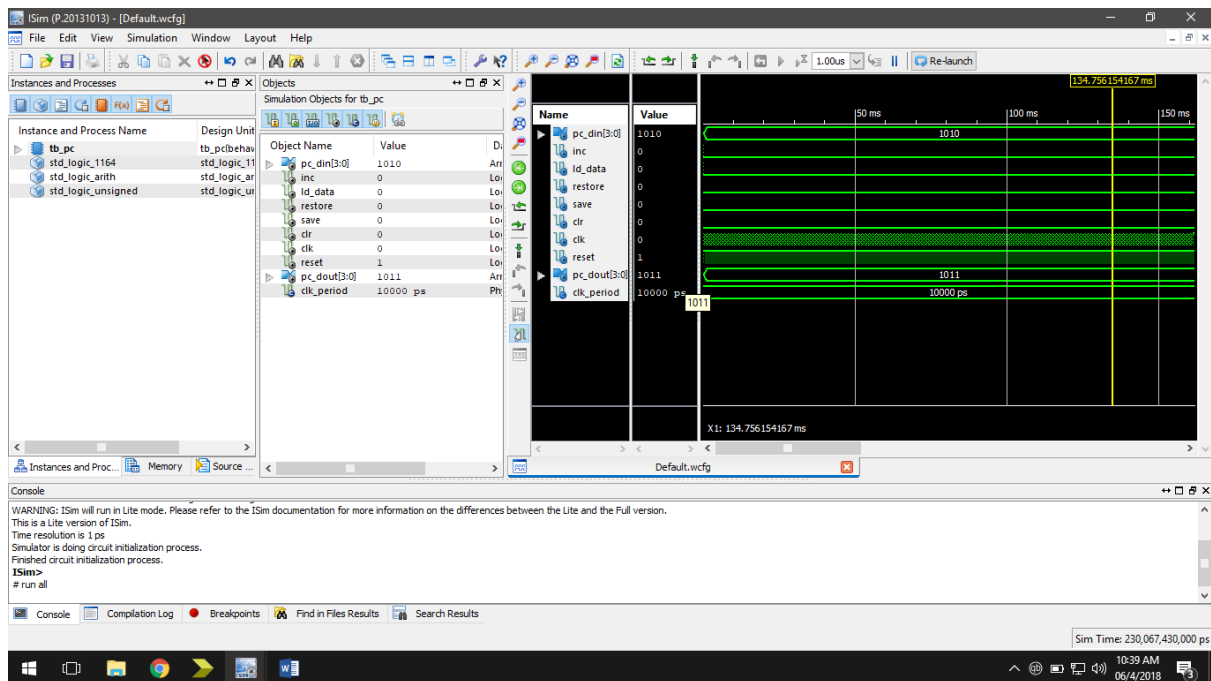 ISim (P.20131013) - [Default.wcfg]
File Edit View Simulation Window Layout Help
1.00us Re-launch
Instances and Processes
Instance and Process Name Design Unit
tb_pc tb_pc(behav
std_logic_1164 std_logic_11
std_logic_arith std_logic_ar
std_logic_unsigned std_logic_ur
Instances and Proc... Memory Source ...
Objects
Simulation Objects for tb_pc
Object Name Value
pc_din[3:0] 1010 Arr
inc 0
ld_data 0
restore 0
save 0
clr 0
clk 0
reset 1
pc_dout[3:0] 1011 Arr
clk_period 10000 ps
Name Value
pc_din[3:0] 1010
inc 0
ld_data 0
restore 0
save 0
clr 0
clk 0
reset 1
pc_dout[3:0] 1011
clk_period 10000 ps
1011
134.756154167 ms
50 ms 100 ms 150 ms
1010
1011
10000 ps
X1: 134.756154167 ms
Default.wcfg
Console
WARNING: ISim will run in Lite mode. Please refer to the ISim documentation for more information on the differences between the Lite and the Full version.
This is a Lite version of ISim.
Time resolution is 1 ps
Simulator is doing circuit initialization process.
Finished circuit initialization process.
ISim>
# run all
Console Compilation Log Breakpoints Find in Files Results Search Results
Sim Time: 230,067,430,000 ps
10:39 AM
06/4/2018